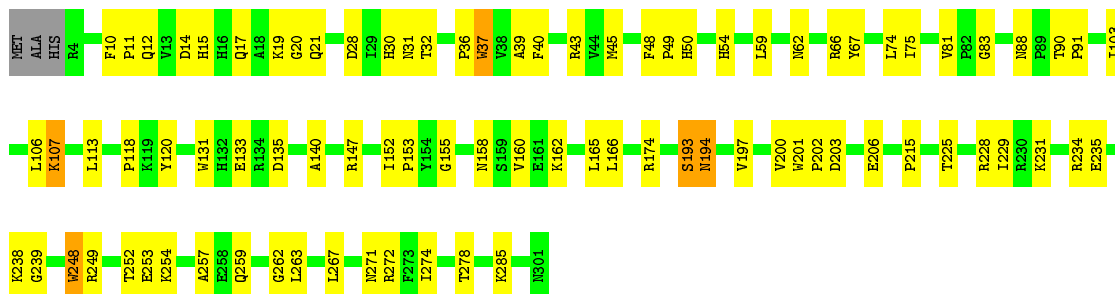 MET ALA HIS R4 F10 P11 Q12 V13 D14 H15 H16 Q17 A18 K19 G20 Q21 D28 I29 H30 N31 T32 P36 W37 V38 A39 F40 R43 V44 M45 F48 P49 H50 H54 L59 N62 R66 Y67 L74 I75 V81 P82 G83 N88 P89 T90 P91
L106 K107 L113 P118 K119 Y120 W131 H132 E133 R134 D135 A140 R147 I152 P153 Y154 G155 N158 S159 V160 E161 K162 L165 L166 R174 S193 N194 V197 V200 W201 P202 D203 E206 P215 T225 R228 I229 R230 K231 R234 E235
K238 G239 W248 R249 T252 E253 K254 A257 E258 Q259 G262 L263 L267 N271 R272 I274 T278 K285 N301